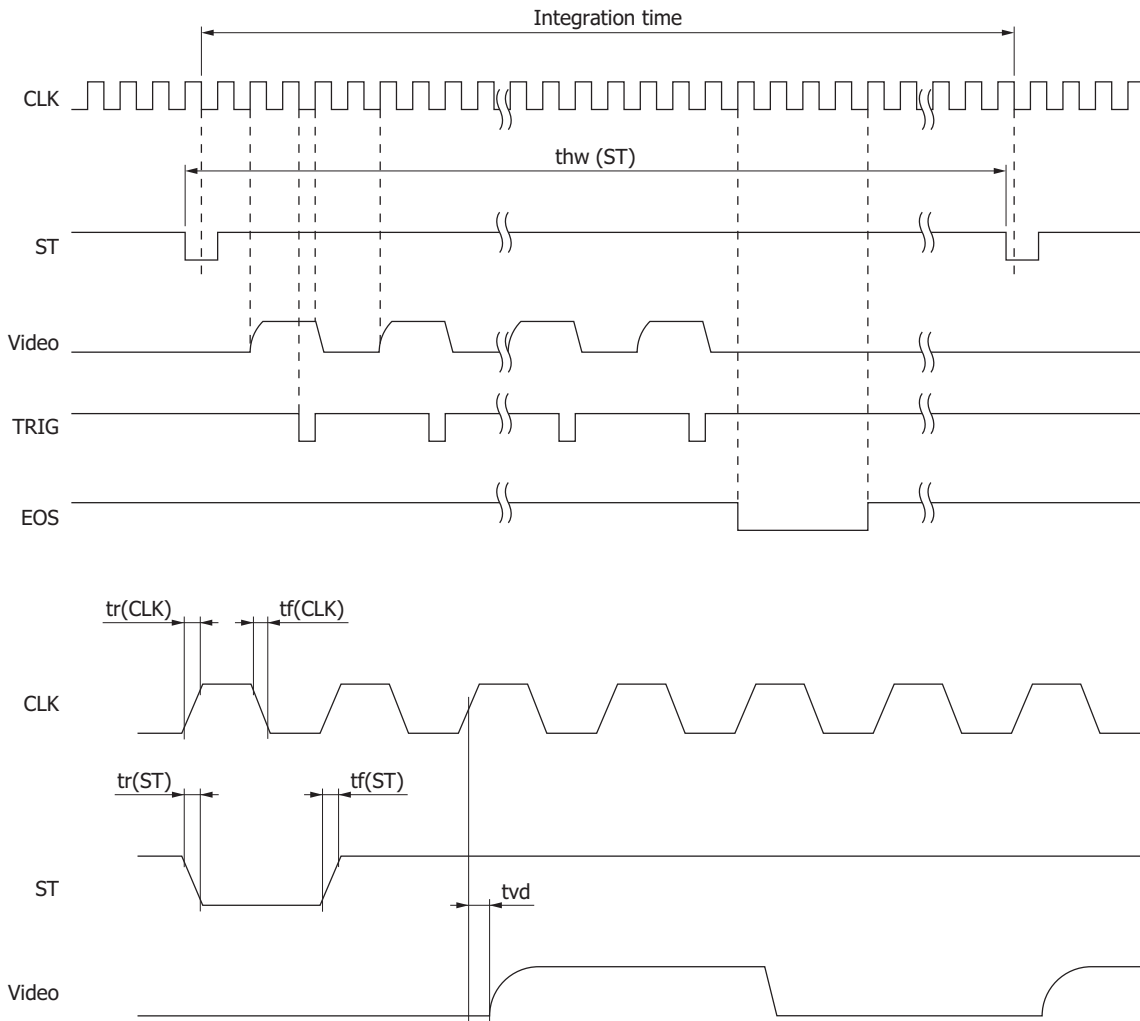 Integration time
CLK
thw (ST)
ST
Video
TRIG
EOS
tr(CLK)
tf(CLK)
CLK
tr(ST)
tf(ST)
ST
tvd
Video